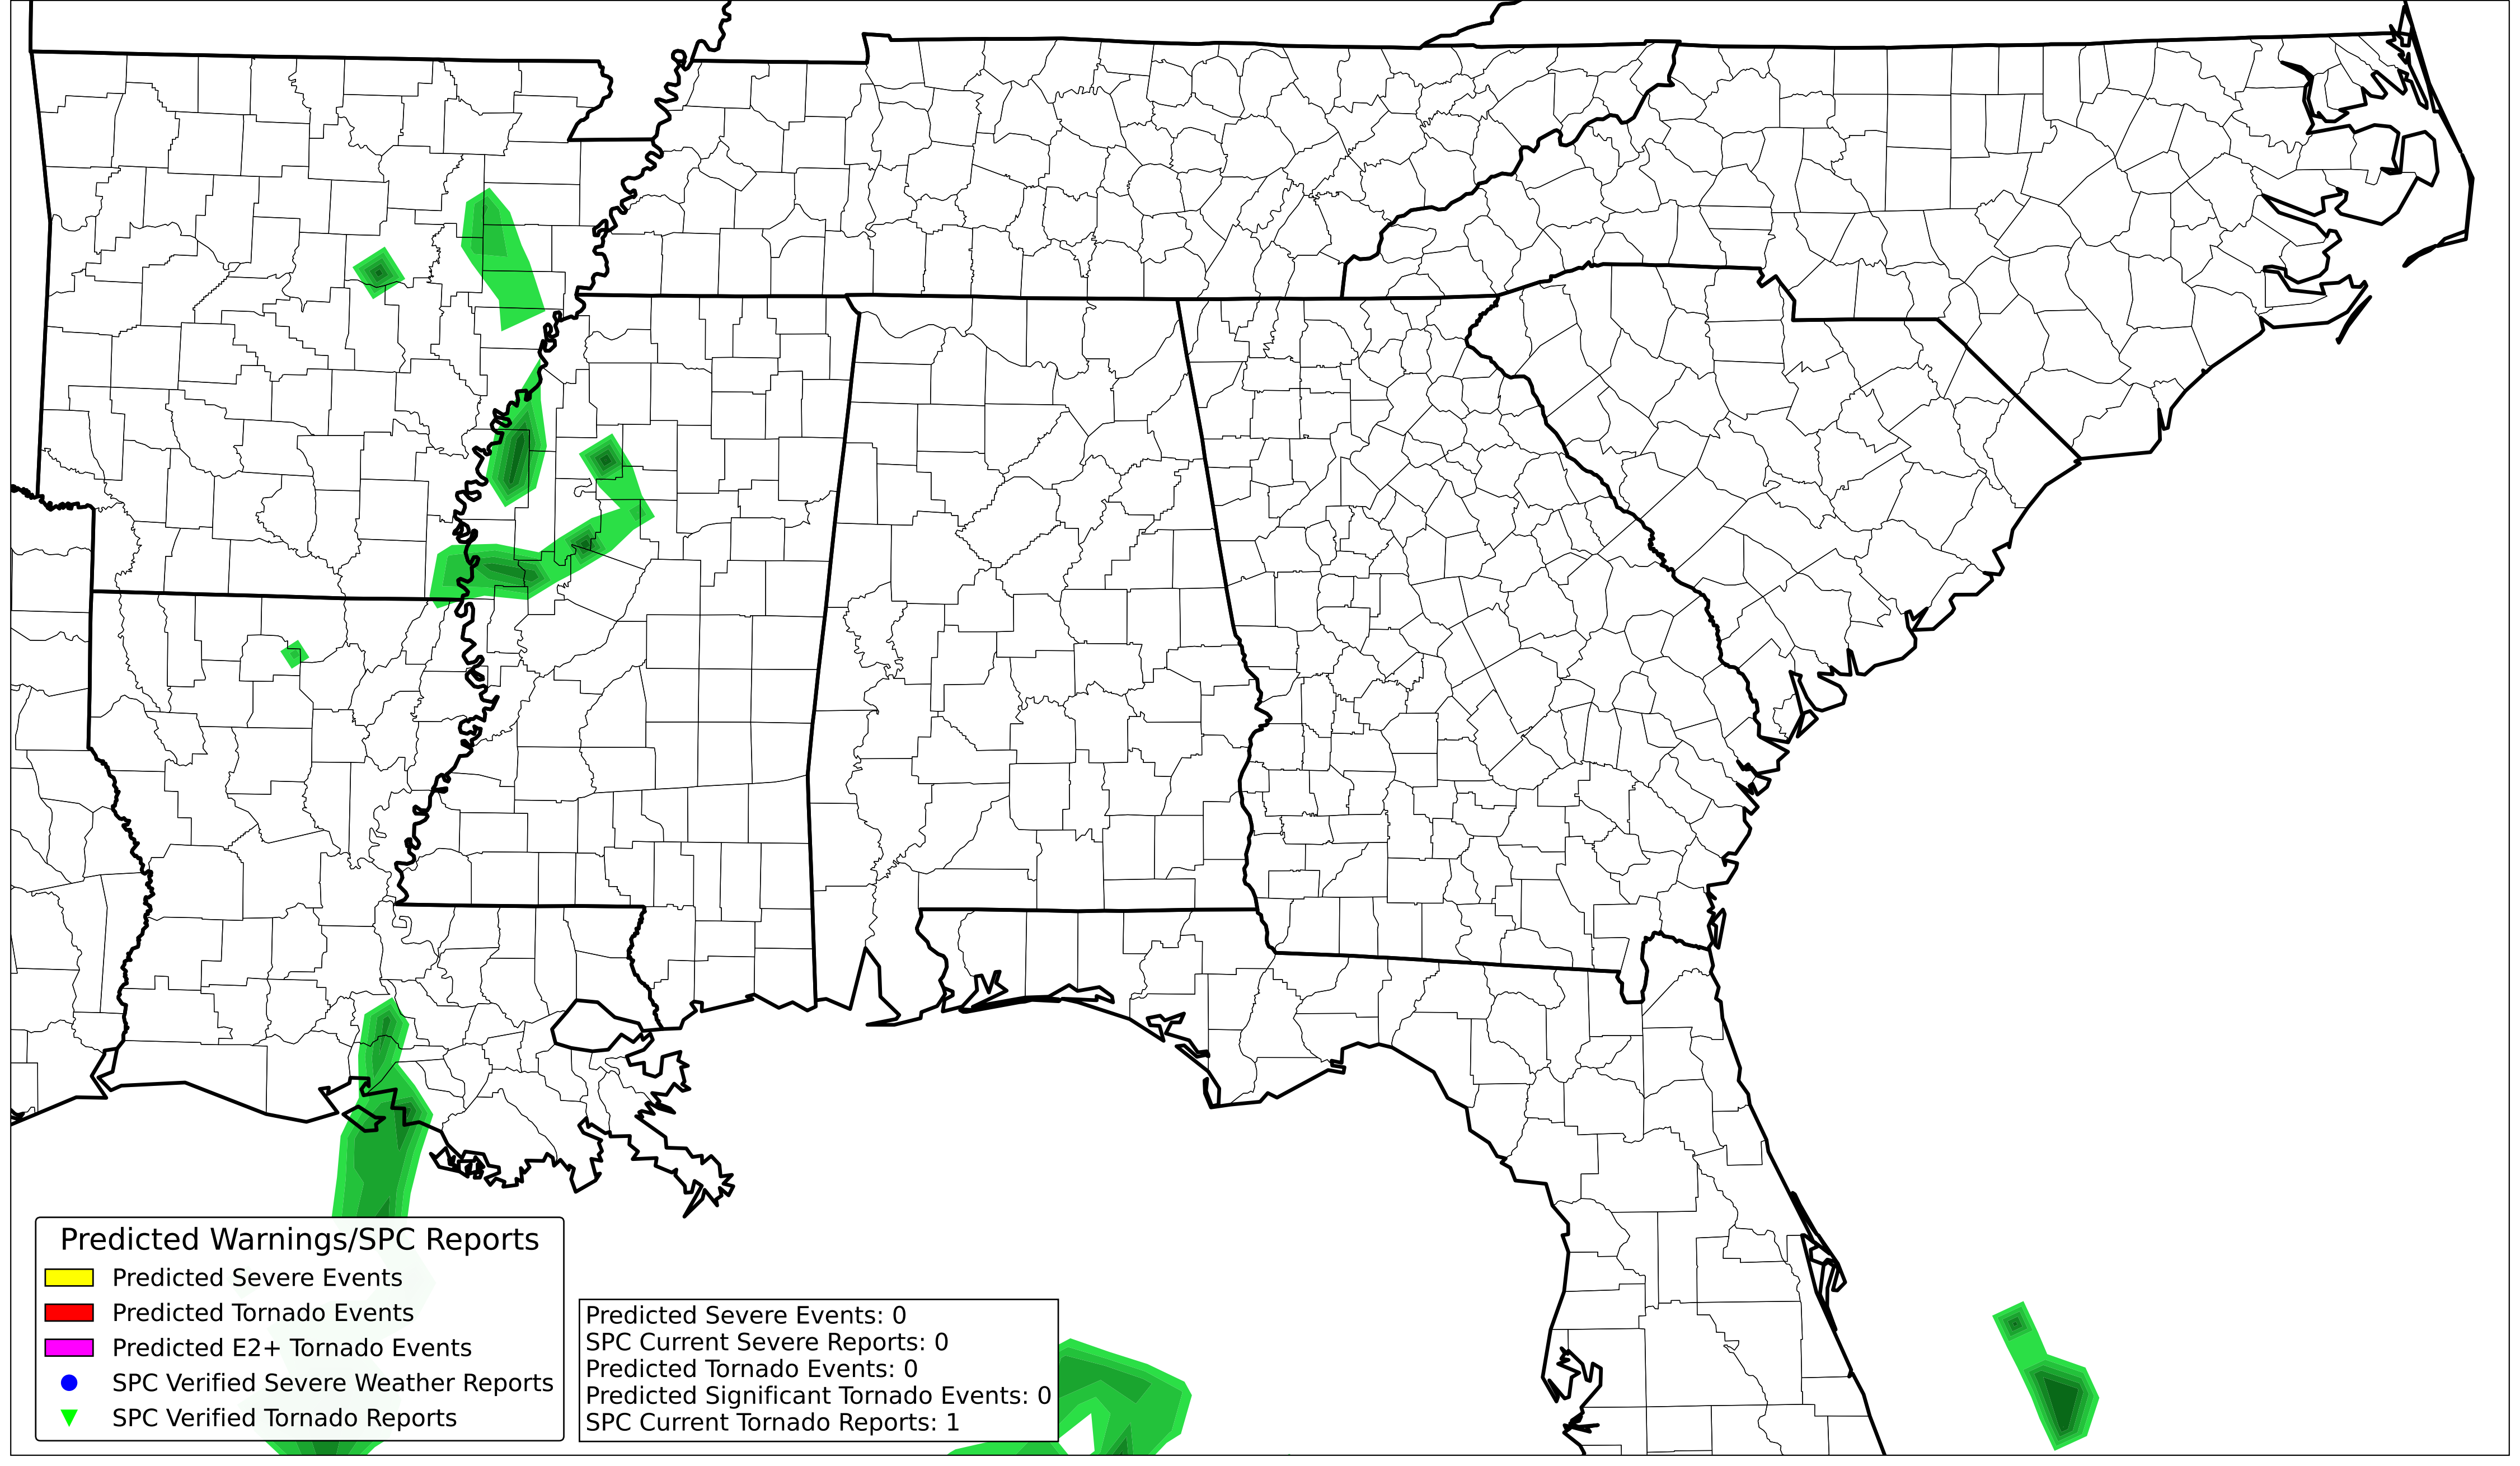 Predicted Warnings/SPC Reports
Predicted Severe Events
Predicted Tornado Events
Predicted E2+ Tornado Events
SPC Verified Severe Weather Reports
SPC Verified Tornado Reports
Predicted Severe Events: 0
SPC Current Severe Reports: 0
Predicted Tornado Events: 0
Predicted Significant Tornado Events: 0
SPC Current Tornado Reports: 1